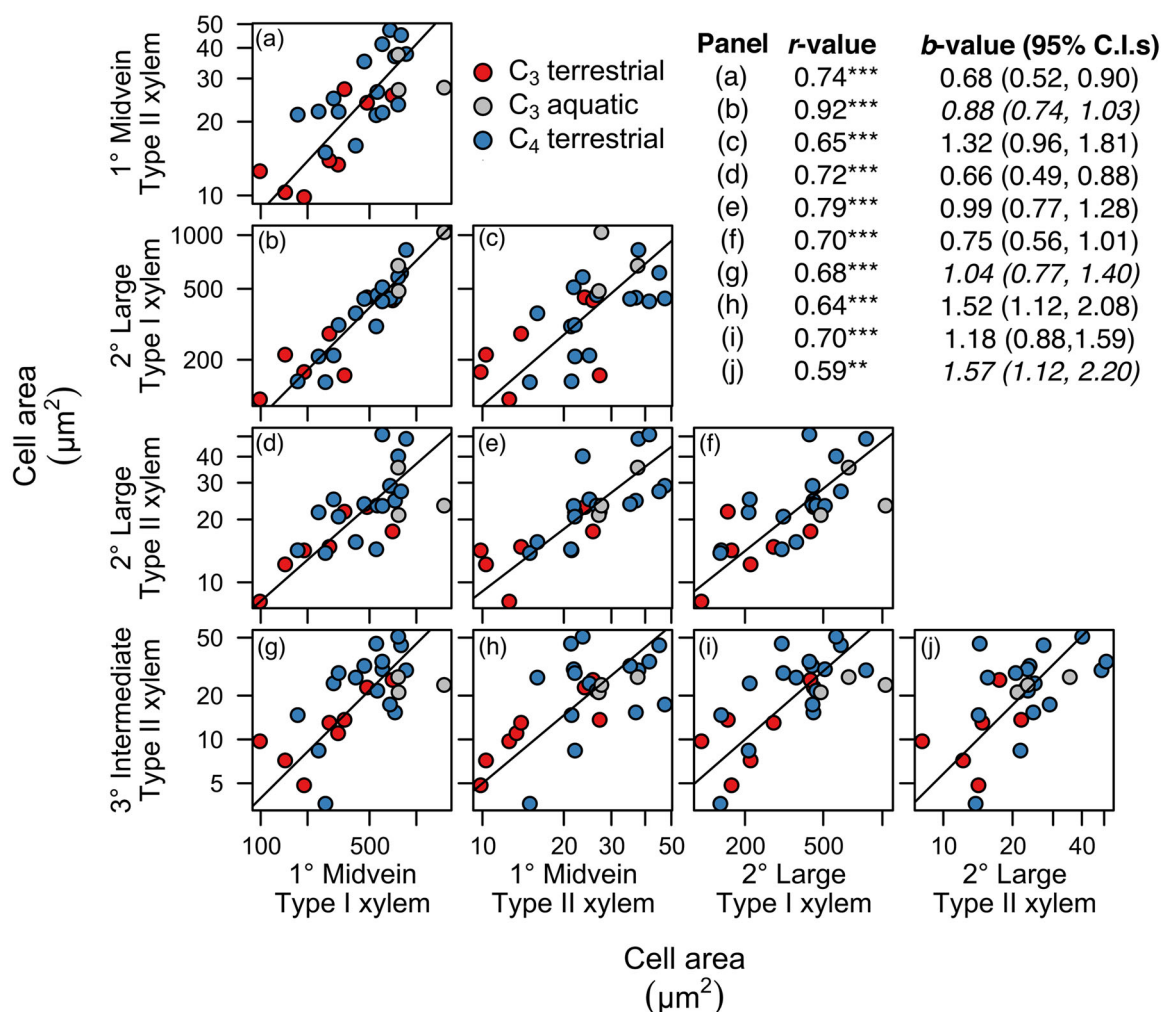 Panel r-value b-value (95% C.I.s)
(a) 0.74*** 0.68 (0.52, 0.90)
(b) 0.92*** 0.88 (0.74, 1.03)
(c) 0.65*** 1.32 (0.96, 1.81)
(d) 0.72*** 0.66 (0.49, 0.88)
(e) 0.79*** 0.99 (0.77, 1.28)
(f) 0.70*** 0.75 (0.56, 1.01)
(g) 0.68*** 1.04 (0.77, 1.40)
(h) 0.64*** 1.52 (1.12, 2.08)
(i) 0.70*** 1.18 (0.88,1.59)
(j) 0.59** 1.57 (1.12, 2.20)
C₃ terrestrial
C₃ aquatic
C₄ terrestrial
Cell area
(µm²)
1° Midvein
Type II xylem
50
40
30
20
10
(a)
2° Large
Type I xylem
1000
500
200
(b)
(c)
2° Large
Type II xylem
40
30
20
10
(d)
(e)
(f)
3° Intermediate
Type II xylem
50
20
10
5
(g)
(h)
(i)
(j)
100 500
10 20 30 50
200 500
10 20 40
1° Midvein
Type I xylem
1° Midvein
Type II xylem
2° Large
Type I xylem
2° Large
Type II xylem
Cell area
(µm²)